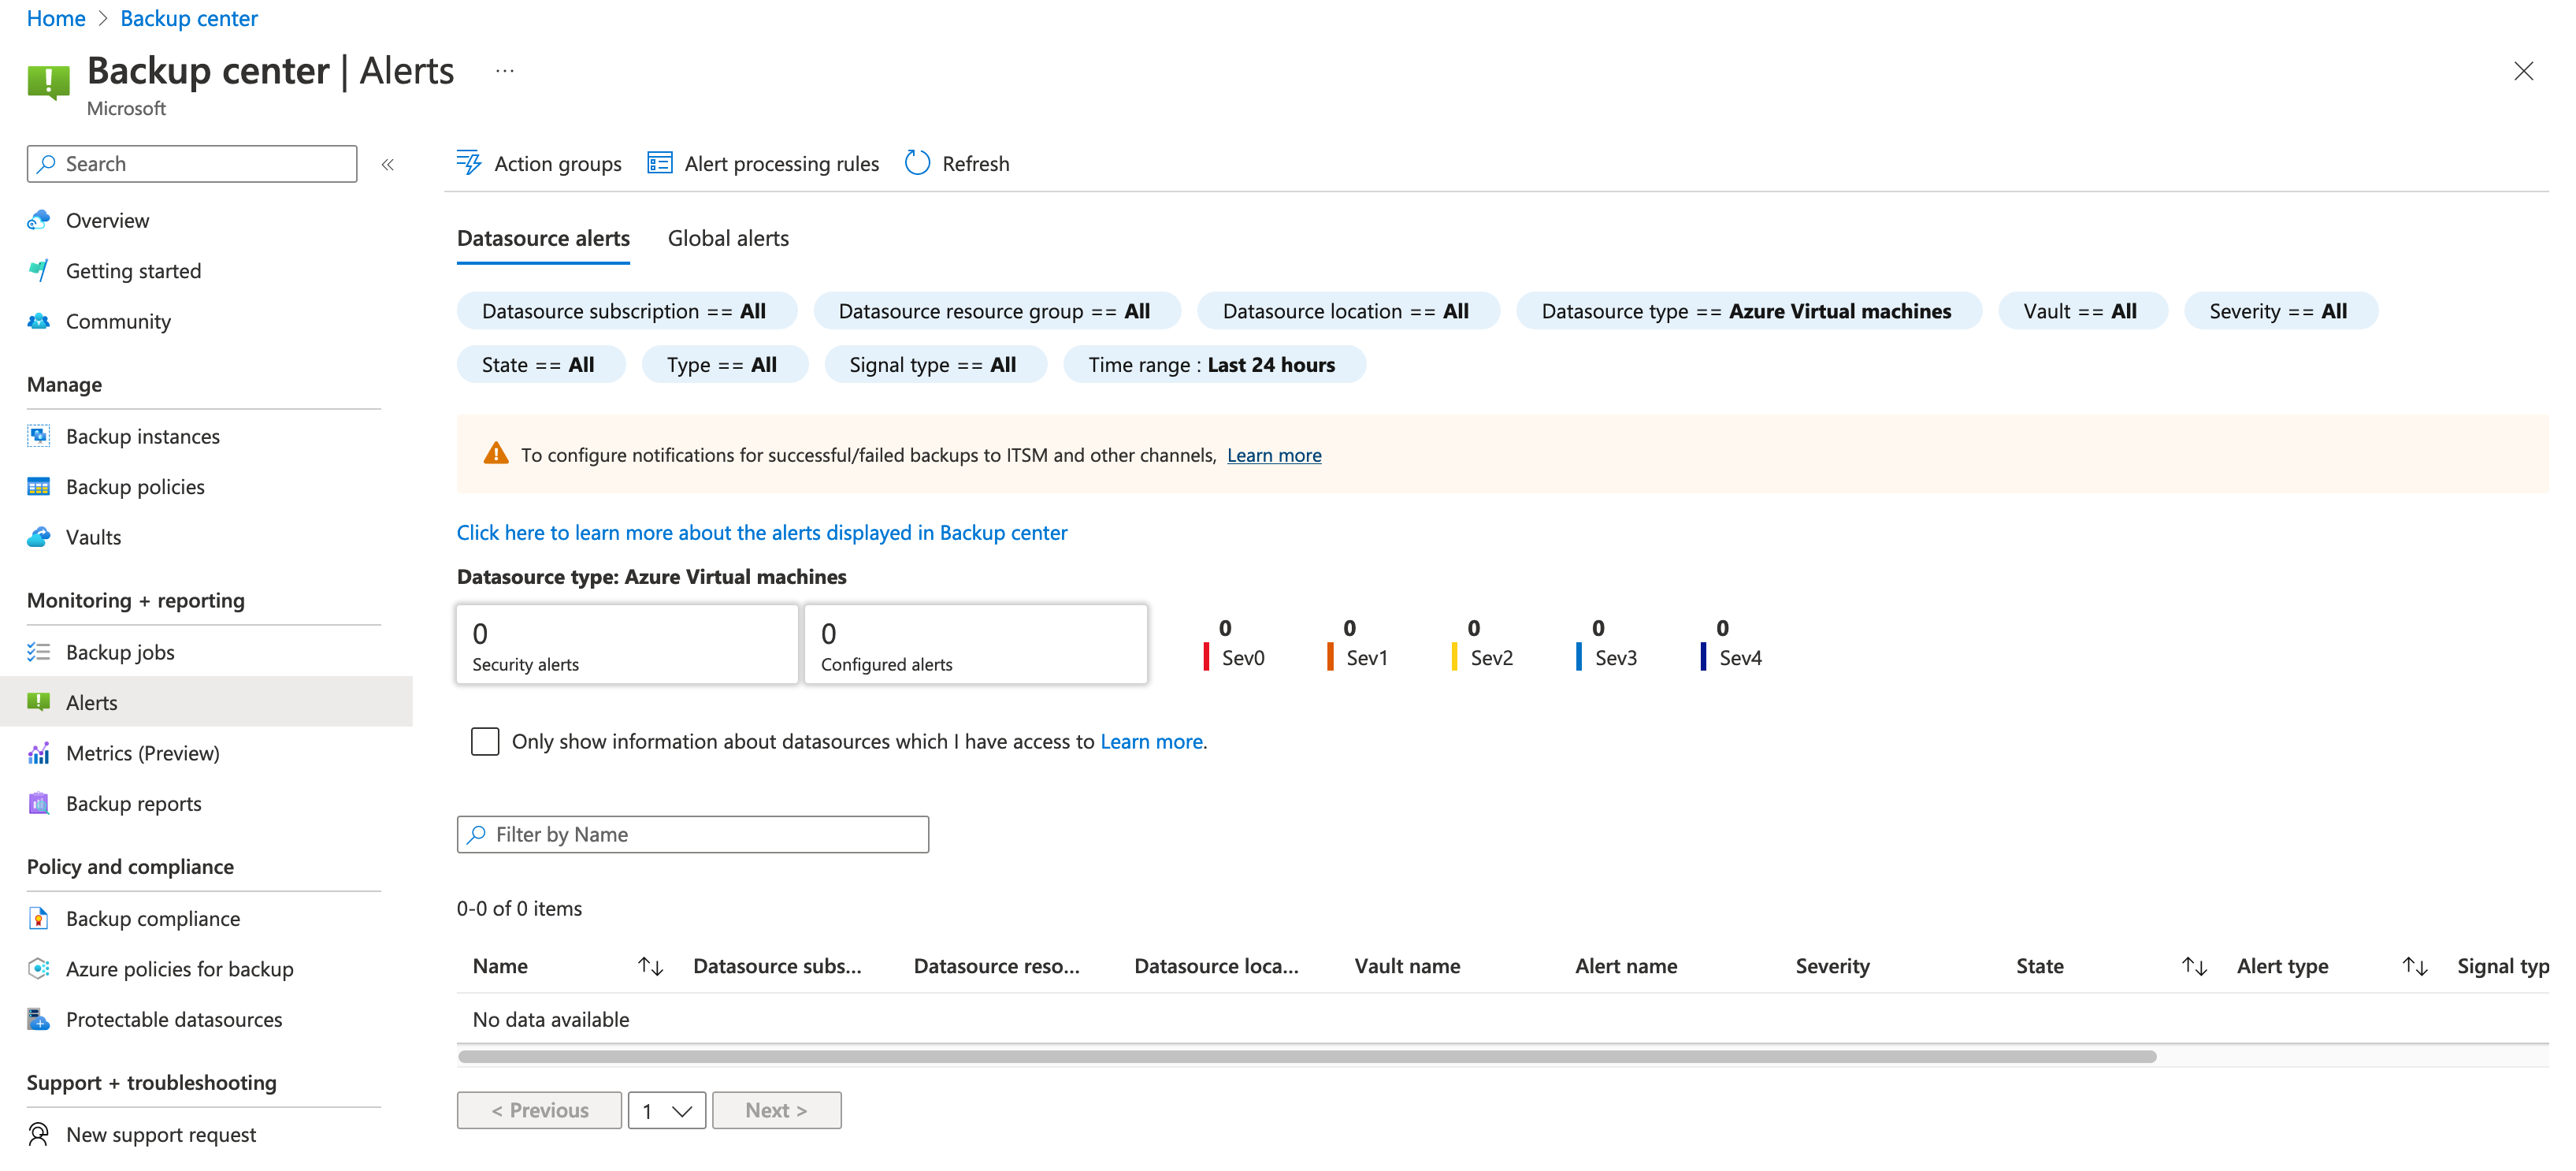 Home > Backup center
Backup center | Alerts ...
Microsoft
Search
«
Overview
Getting started
Community
Manage
Backup instances
Backup policies
Vaults
Monitoring + reporting
Backup jobs
Alerts
Metrics (Preview)
Backup reports
Policy and compliance
Backup compliance
Azure policies for backup
Protectable datasources
Support + troubleshooting
New support request
Action groups Alert processing rules Refresh
Datasource alerts Global alerts
Datasource subscription == All Datasource resource group == All Datasource location == All Datasource type == Azure Virtual machines Vault == All Severity == All
State == All Type == All Signal type == All Time range : Last 24 hours
To configure notifications for successful/failed backups to ITSM and other channels, Learn more
Click here to learn more about the alerts displayed in Backup center
Datasource type: Azure Virtual machines
0
Security alerts
0
Configured alerts
0 0 0 0 0
Sev0 Sev1 Sev2 Sev3 Sev4
Only show information about datasources which I have access to Learn more.
Filter by Name
0-0 of 0 items
Name Datasource subs... Datasource reso... Datasource loca... Vault name Alert name Severity State Alert type Signal typ
No data available
< Previous 1 Next >